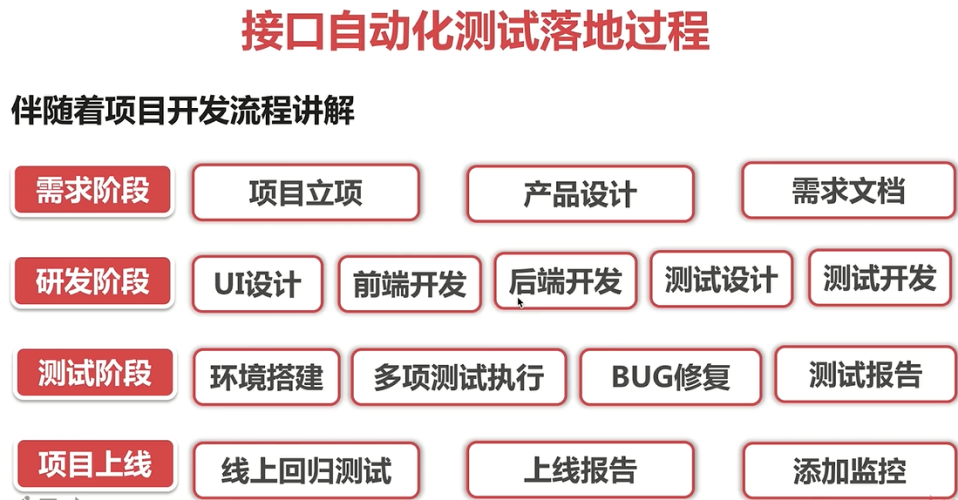 接口自动化测试落地过程
伴随着项目开发流程讲解
需求阶段 项目立项 产品设计 需求文档
研发阶段 UI设计 前端开发 后端开发 测试设计 测试开发
测试阶段 环境搭建 多项测试执行 BUG修复 测试报告
项目上线 线上回归测试 上线报告 添加监控